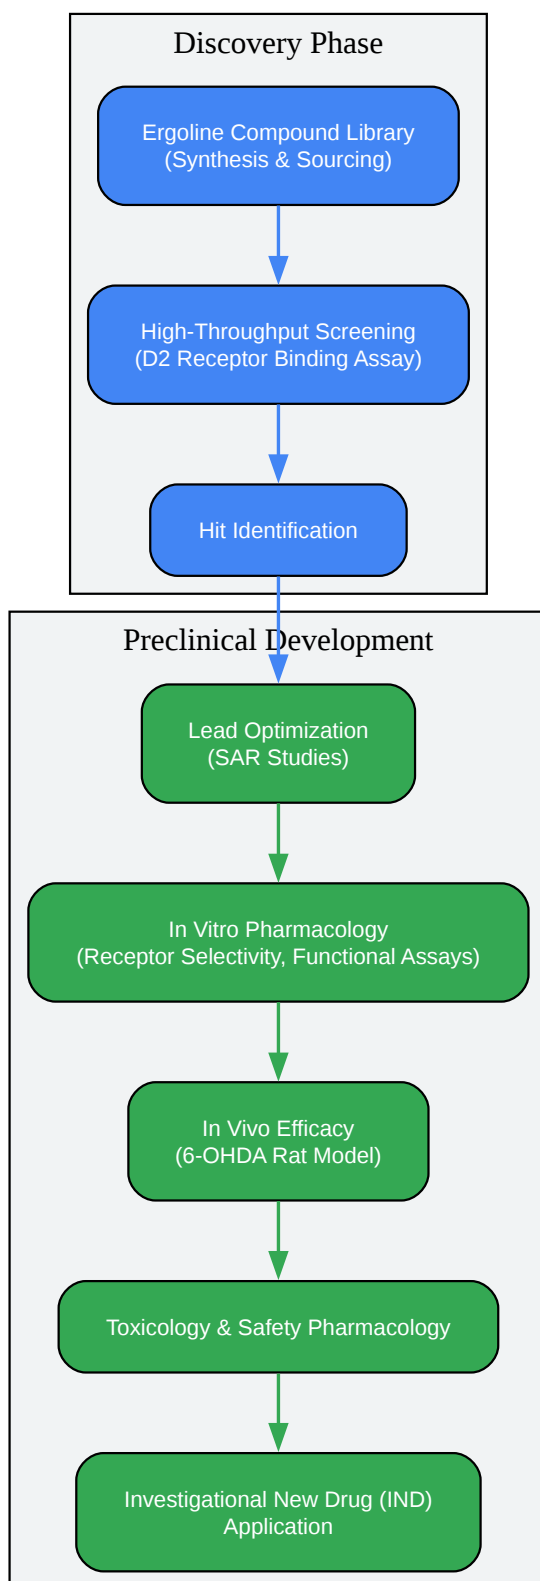 Discovery Phase
Ergoline Compound Library
(Synthesis & Sourcing)
High-Throughput Screening
(D2 Receptor Binding Assay)
Hit Identification
Preclinical Development
Lead Optimization
(SAR Studies)
In Vitro Pharmacology
(Receptor Selectivity, Functional Assays)
In Vivo Efficacy
(6-OHDA Rat Model)
Toxicology & Safety Pharmacology
Investigational New Drug (IND)
Application